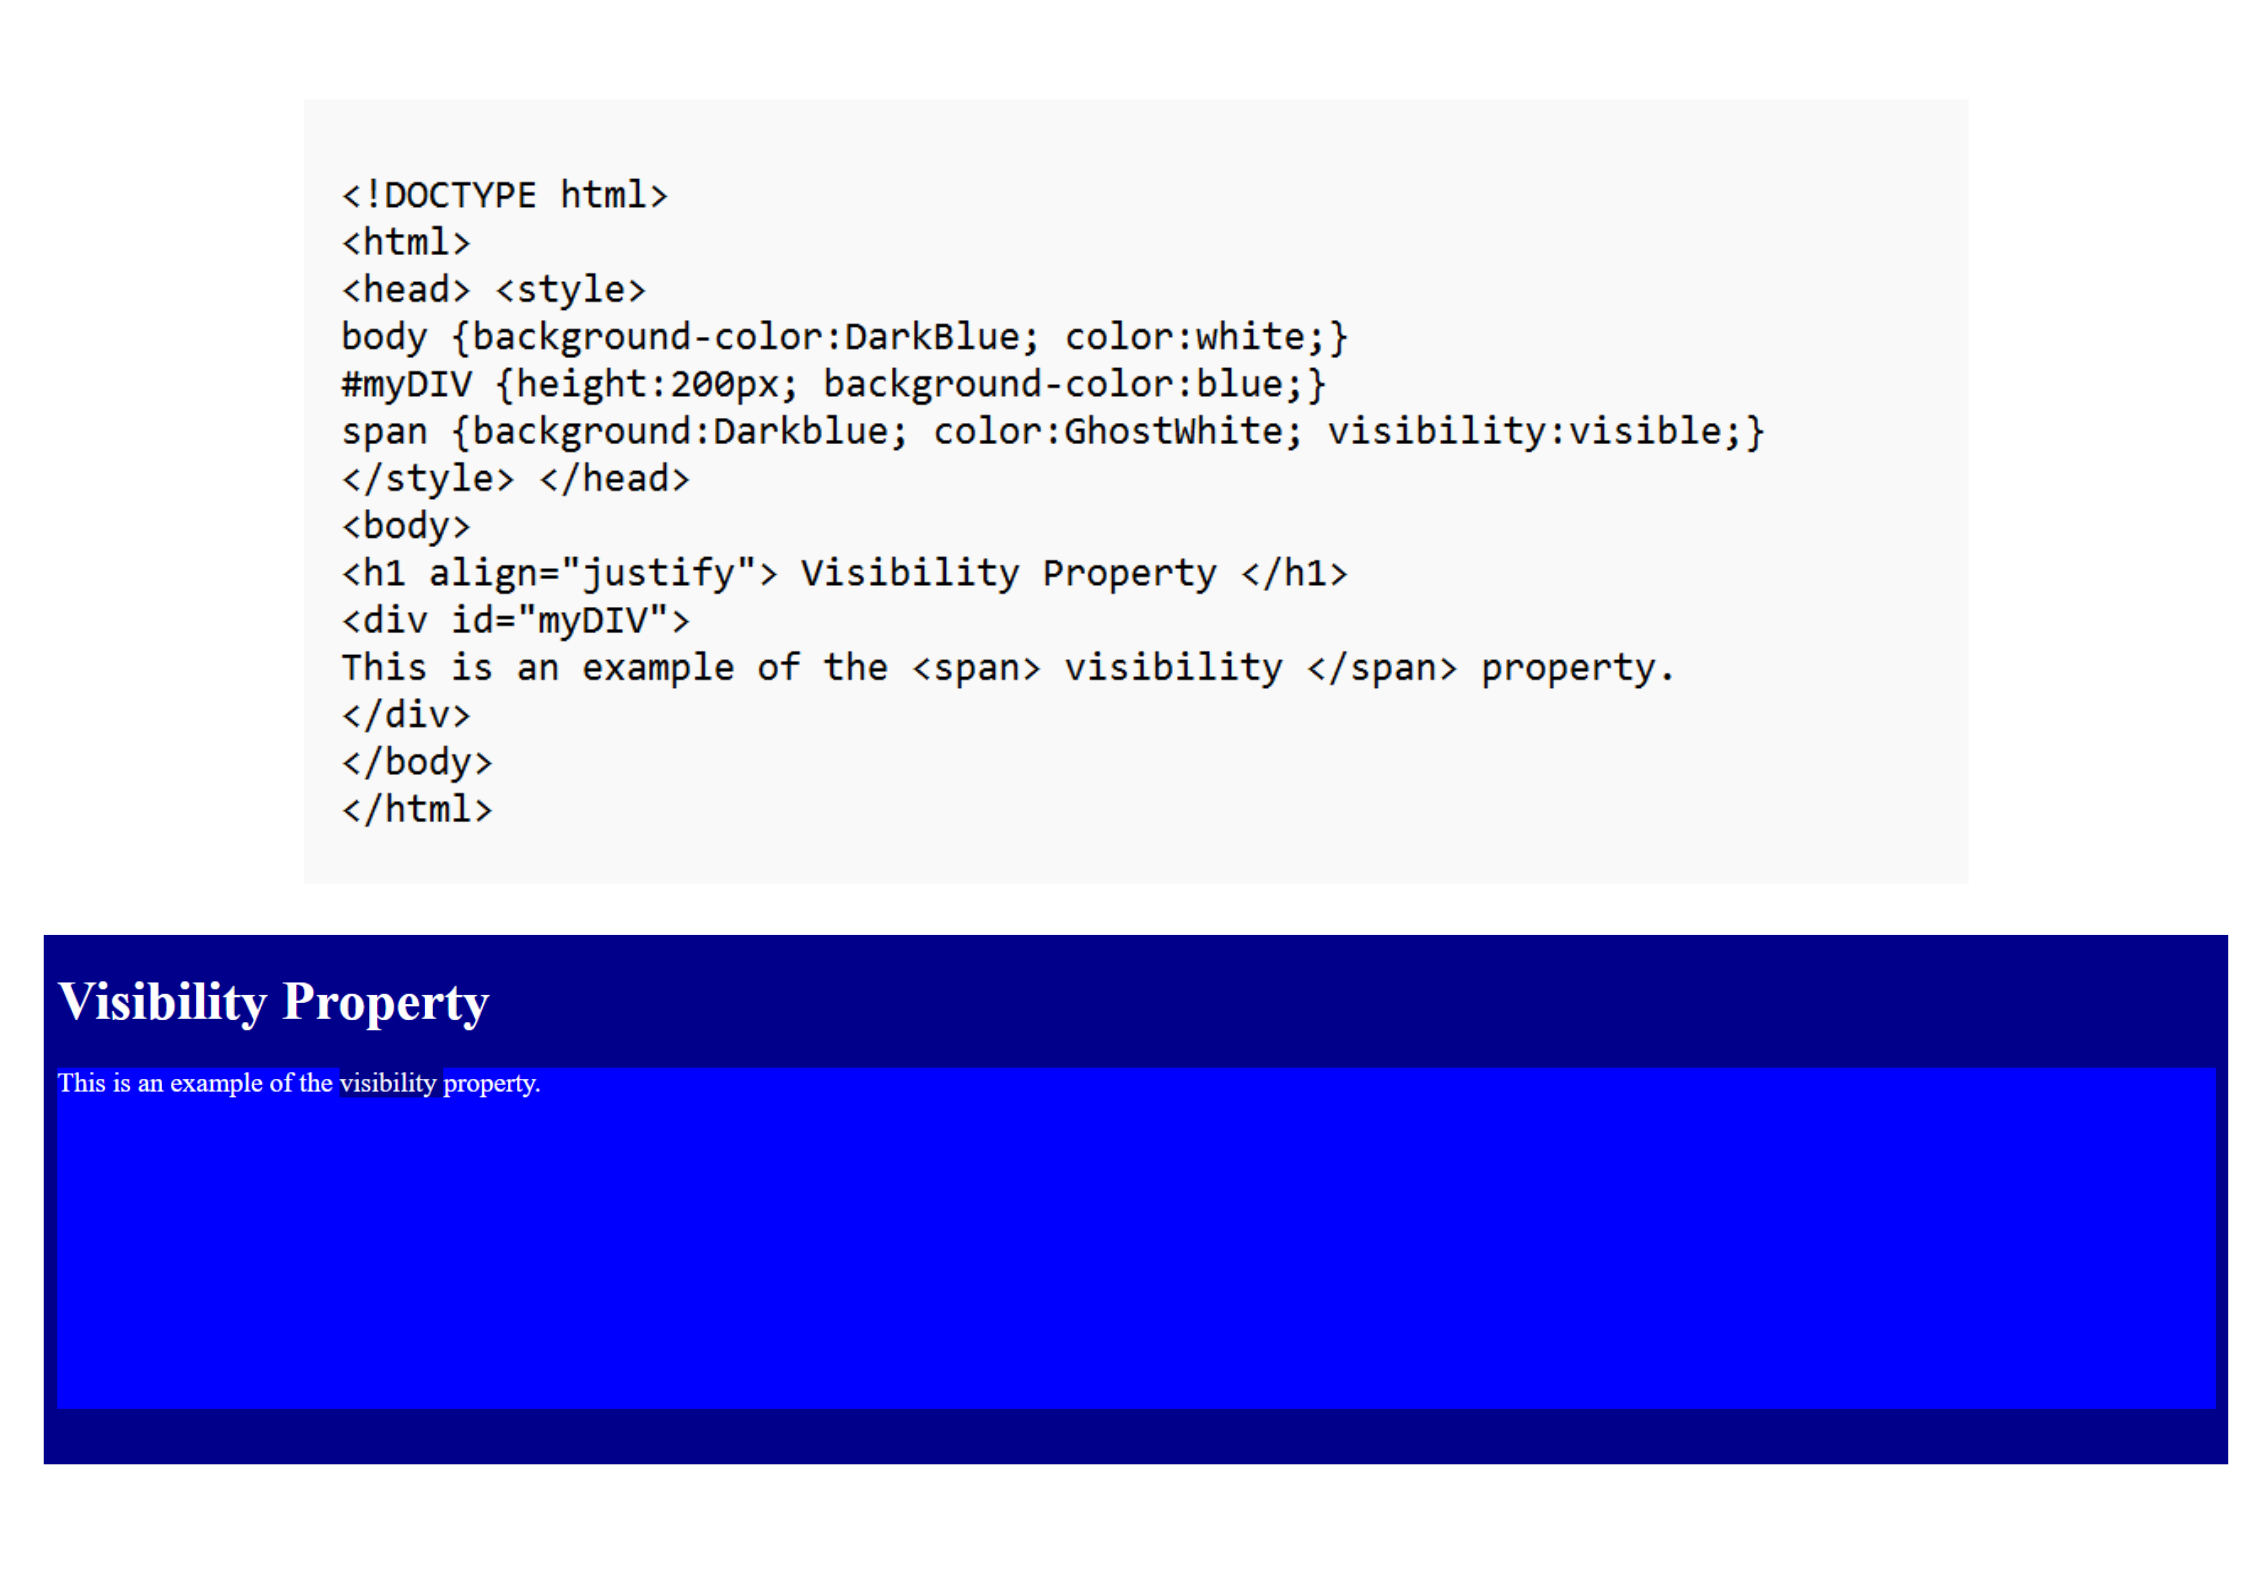 <!DOCTYPE html>
<html>
<head> <style>
body {background-color:DarkBlue; color:white;}
#myDIV {height:200px; background-color:blue;}
span {background:Darkblue; color:GhostWhite; visibility:visible;}
</style> </head>
<body>
<h1 align="justify"> Visibility Property </h1>
<div id="myDIV">
This is an example of the <span> visibility </span> property.
</div>
</body>
</html>
Visibility Property
This is an example of the visibility property.